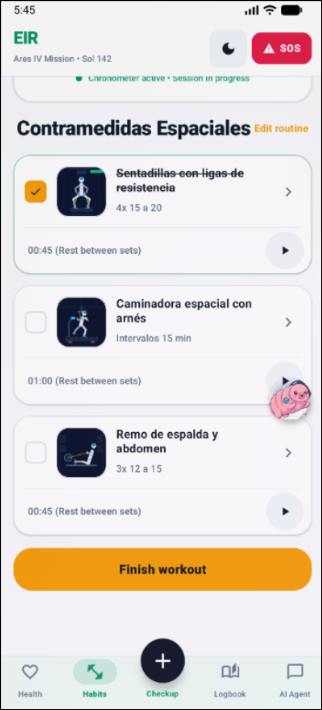 5:45
EIR
Ares IV Mission • Sol 142
SOS
Chronometer active • Session in progress
Contramedidas Espaciales
Edit routine
Sentadillas con ligas de
resistencia
4x 15 a 20
00:45 (Rest between sets)
Caminadora espacial con
arnés
Intervalos 15 min
01:00 (Rest between sets)
Remo de espalda y
abdomen
3x 12 a 15
00:45 (Rest between sets)
Finish workout
Health
Habits
Checkup
Logbook
AI Agent